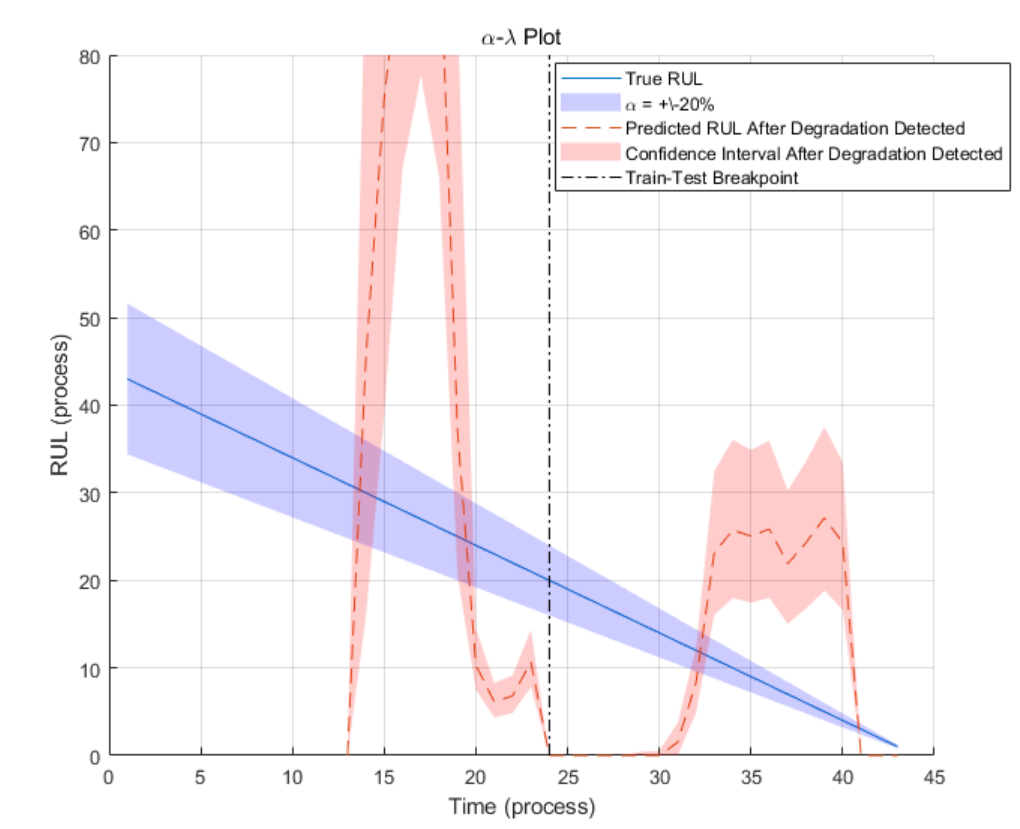 α-λ Plot
80
70
60
50
40
30
20
10
0
RUL (process)
True RUL
α = +\-20%
Predicted RUL After Degradation Detected
Confidence Interval After Degradation Detected
Train-Test Breakpoint
0 5 10 15 20 25 30 35 40 45
Time (process)